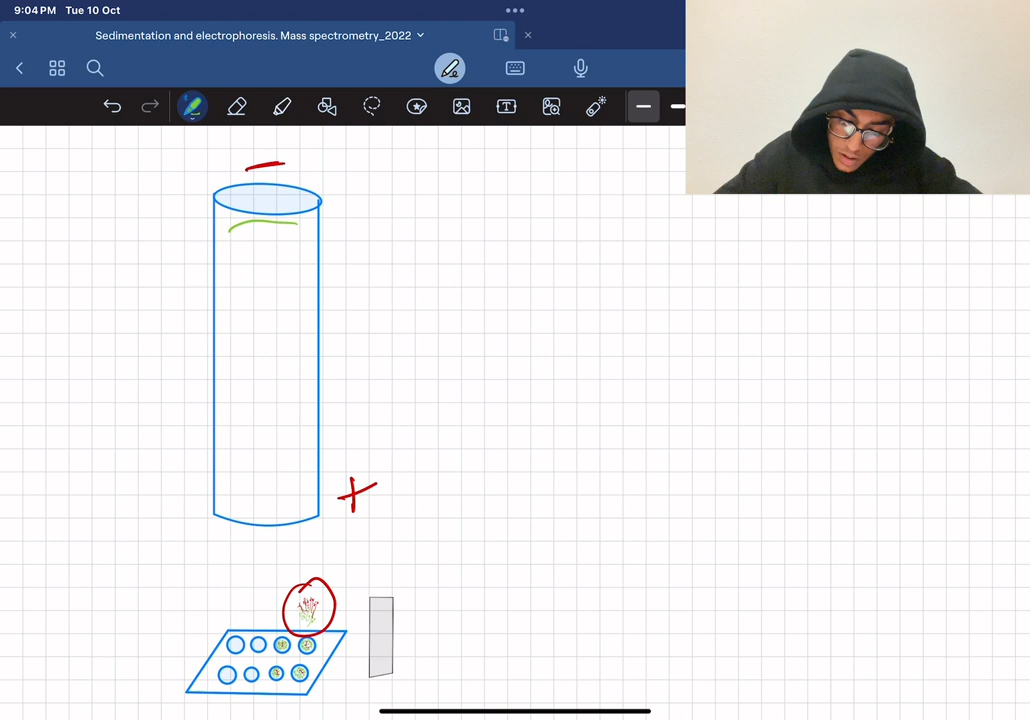 9:04 PM Tue 10 Oct
Sedimentation and electrophoresis. Mass spectrometry_2022
T
−
+